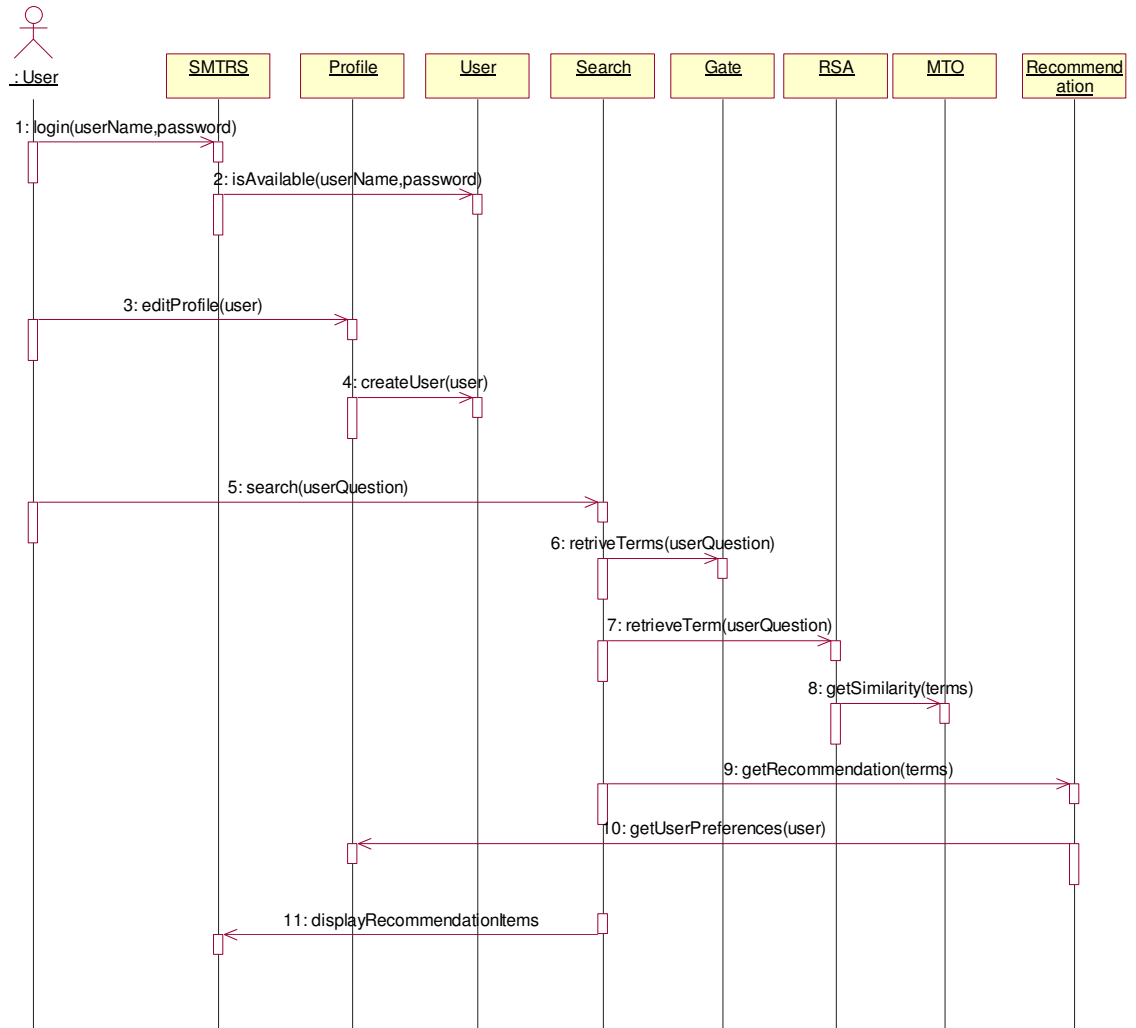 _: User
SMTRS
Profile
User
Search
Gate
RSA
MTO
Recommend
ation
1: login(userName,password)
2: isAvailable(userName,password)
3: editProfile(user)
4: createUser(user)
5: search(userQuestion)
6: retriveTerms(userQuestion)
7: retrieveTerm(userQuestion)
8: getSimilarity(terms)
9: getRecommendation(terms)
10: getUserPreferences(user)
11: displayRecommendationItems